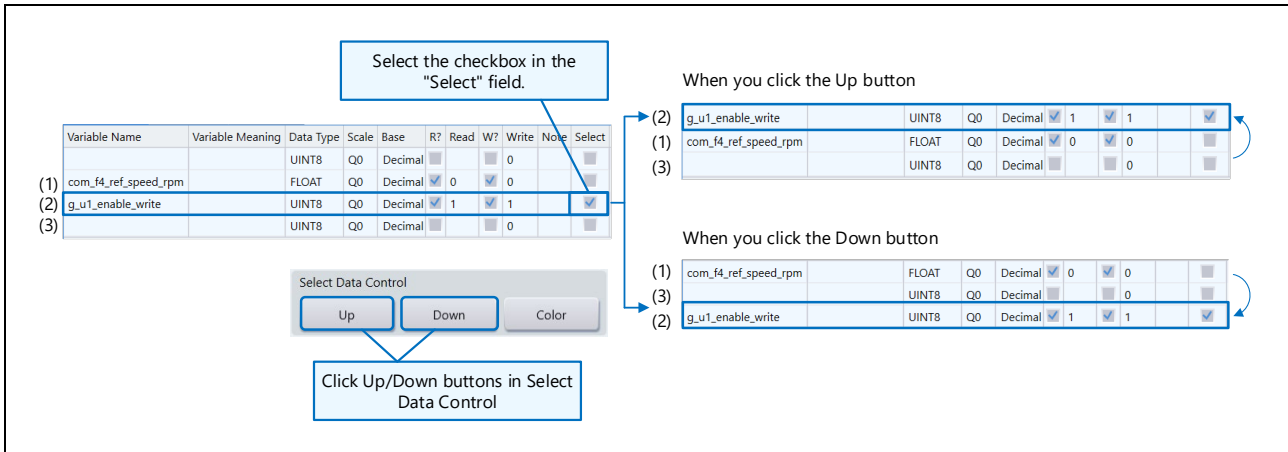 Select the checkbox in the
"Select" field.
Variable Name Variable Meaning Data Type Scale Base R? Read W? Write Note Select
UINT8 Q0 Decimal 0
(1) com_f4_ref_speed_rpm FLOAT Q0 Decimal 0 0
(2) g_u1_enable_write UINT8 Q0 Decimal 1 1
(3) UINT8 Q0 Decimal 0
Select Data Control
Up Down Color
Click Up/Down buttons in Select
Data Control
When you click the Up button
(2) g_u1_enable_write UINT8 Q0 Decimal 1 1
(1) com_f4_ref_speed_rpm FLOAT Q0 Decimal 0 0
(3) UINT8 Q0 Decimal 0
When you click the Down button
(1) com_f4_ref_speed_rpm FLOAT Q0 Decimal 0 0
(3) UINT8 Q0 Decimal 0
(2) g_u1_enable_write UINT8 Q0 Decimal 1 1